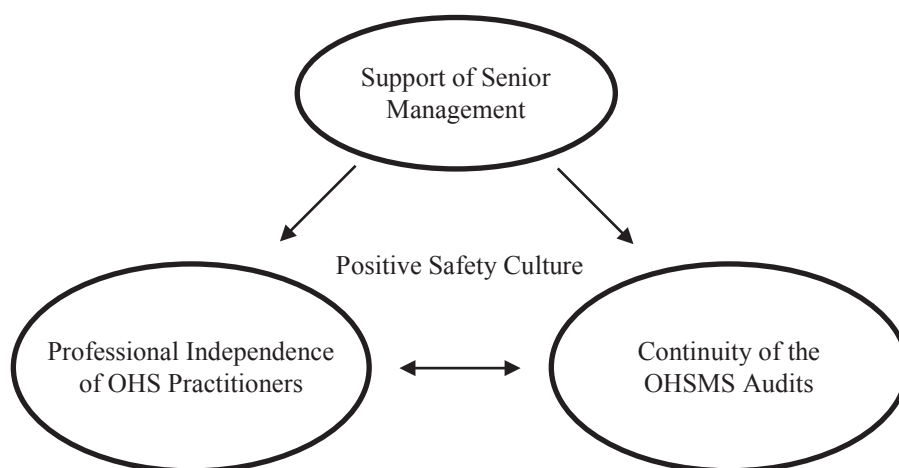 Support of Senior
Management
Positive Safety Culture
Professional Independence
of OHS Practitioners
Continuity of the
OHSMS Audits